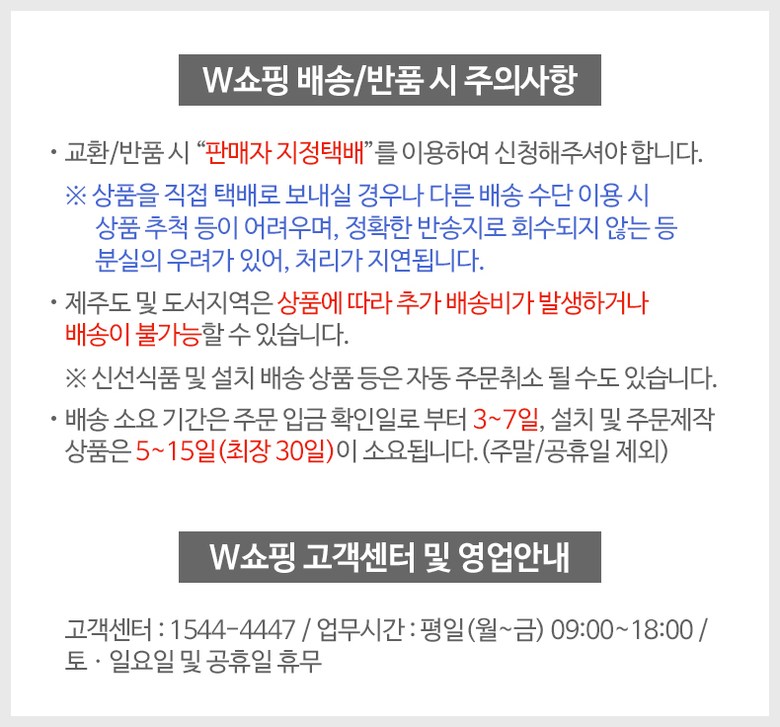 W쇼핑 배송/반품 시 주의사항
• 교환/반품 시 “판매자 지정택배”를 이용하여 신청해주셔야 합니다.
※ 상품을 직접 택배로 보내실 경우나 다른 배송 수단 이용 시
상품 추척 등이 어려우며, 정확한 반송지로 회수되지 않는 등
분실의 우려가 있어, 처리가 지연됩니다.
• 제주도 및 도서지역은 상품에 따라 추가 배송비가 발생하거나
배송이 불가능할 수 있습니다.
※ 신선식품 및 설치 배송 상품 등은 자동 주문취소 될 수도 있습니다.
• 배송 소요 기간은 주문 입금 확인일로 부터 3~7일, 설치 및 주문제작
상품은 5~15일(최장 30일)이 소요됩니다.(주말/공휴일 제외)
W쇼핑 고객센터 및 영업안내
고객센터 : 1544-4447 / 업무시간 : 평일(월~금) 09:00~18:00 /
토 · 일요일 및 공휴일 휴무